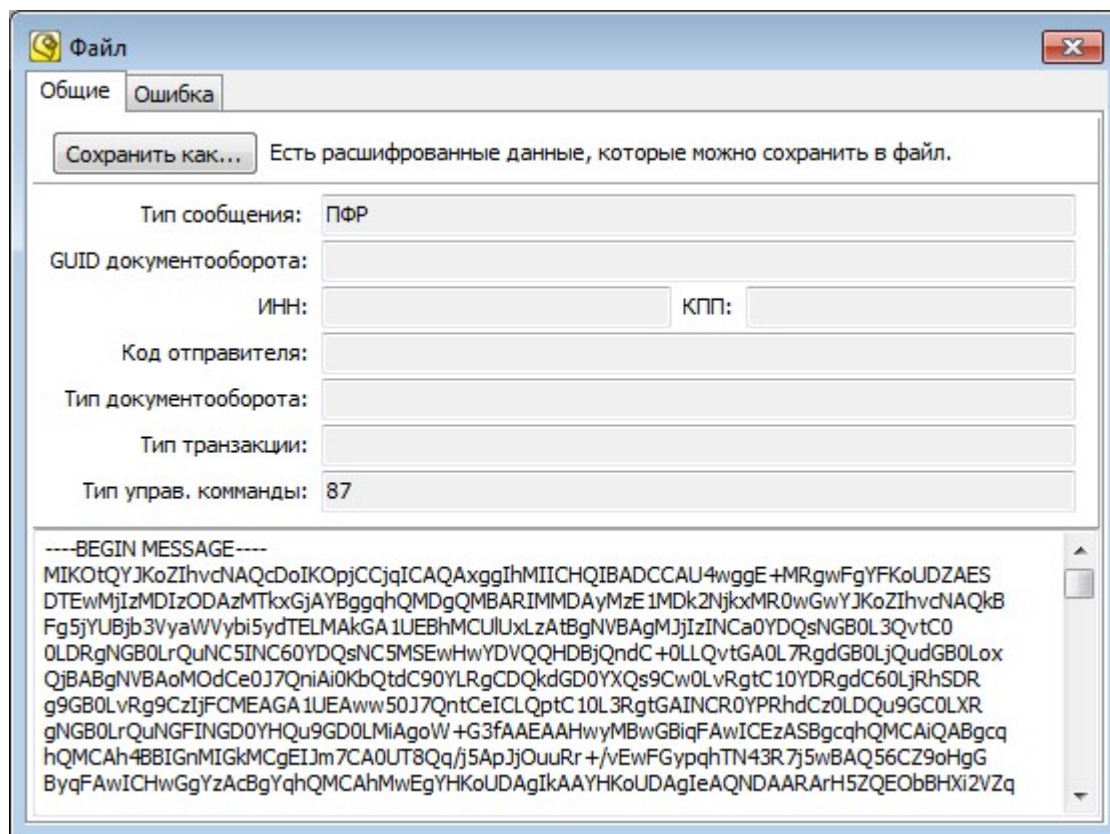 Файл
Общие Ошибка
Сохранить как... Есть расшифрованные данные, которые можно сохранить в файл.
Тип сообщения: ПФР
GUID документооборота:
ИНН: КПП:
Код отправителя:
Тип документооборота:
Тип транзакции:
Тип управ. комманды: 87
----BEGIN MESSAGE----
MIKOtQYJKoZIhvcNAQcDoIKOpjCCjqICAQAxggIhMIICHQIBADCCAU4wggE+MRgwFgYFKoUDZAES
DTEwMjIzMDIzODAzMTkxGjAYBggqhQMDgQMBARIMMDAyMzE1MDk2NjkxMR0wGwYJKoZIhvcNAQkB
Fg5jYUBjb3VyaWVybi5ydTELMAkGA1UEBhMCUlUxLzAtBgNVBAgMJjIzINCa0YDQsNGB0L3QvtC0
0LDRgNGB0LrQuNC5INC60YDQsNC5MSEwHwYDVQQHDBjQndC+0LLQvtGA0L7RgdGB0LjQudGB0Lox
QjBABgNVBAoMOdCe0J7QniAi0KbQtdC90YLRgCDQkdGD0YXQs9Cw0LvRgtC10YDRgdC60LjRhSDR
g9GB0LvRg9CzIjFCMEAGA1UEAww50J7QntCeICLQptC10L3RgtGAINCR0YPRhdCz0LDQu9GC0LXR
gNGB0LrQuNGFINGD0YHQu9GD0LMiAgoW+G3fAAEAAHwyMBwGBiqFAwICEzASBgcqhQMCAiQABgcq
hQMCAh4BBIGnMIGkMCgEIJm7CA0UT8Qq/j5ApJjOuuRr+/vEwFGypqhTN43R7j5wBAQ56CZ9oHgG
ByqFAwICHwGgYzAcBgYqhQMCAhMwEgYHKoUDAgIkAAYHKoUDAgIeAQNDAARArH5ZQEObBHXi2VZq